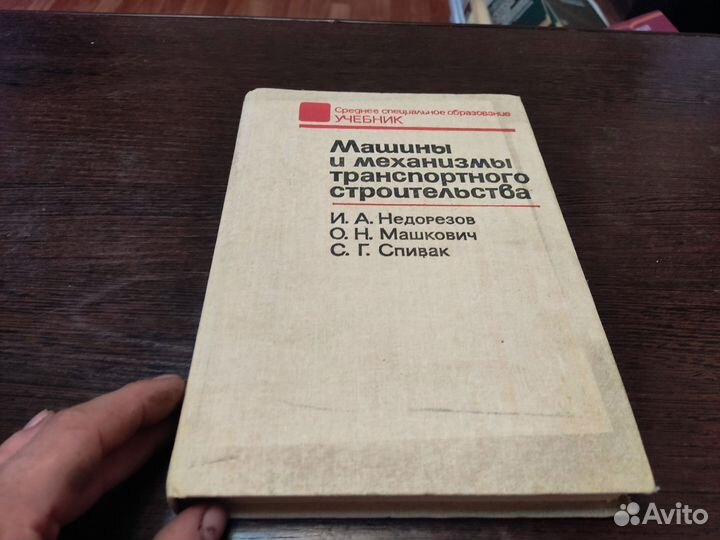 Среднее специальное образование
УЧЕБНИК
Машины
и механизмы
транспортного
строительства
И. А. Недорезов
О. Н. Машкович
С. Г. Спивак
Avito